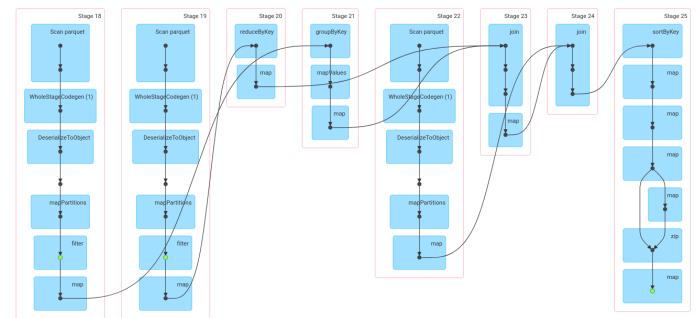 Stage 18
Scan parquet
WholeStageCodegen (1)
DeserializeToObject
mapPartitions
filter
map
Stage 19
Scan parquet
WholeStageCodegen (1)
DeserializeToObject
mapPartitions
filter
map
Stage 20
reduceByKey
map
Stage 21
groupByKey
mapValues
map
Stage 22
Scan parquet
WholeStageCodegen (1)
DeserializeToObject
mapPartitions
map
Stage 23
join
map
Stage 24
join
Stage 25
sortByKey
map
map
map
map
zip
map